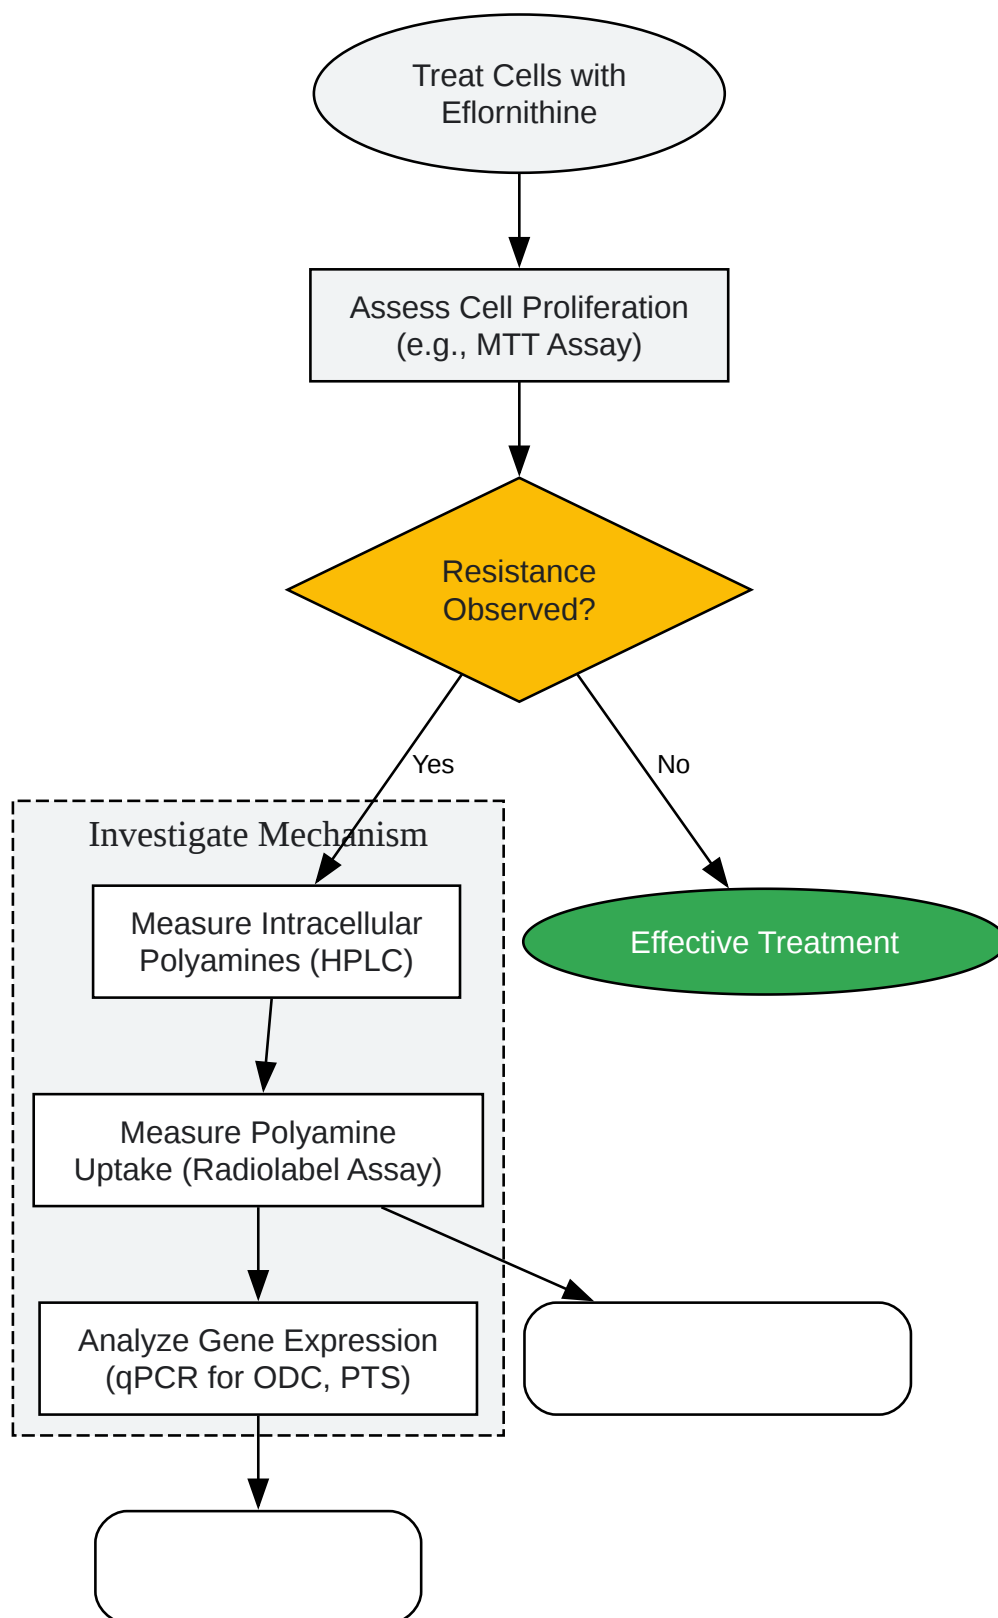 Treat Cells with
Eflornithine
Assess Cell Proliferation
(e.g., MTT Assay)
Resistance
Observed?
Yes
No
Investigate Mechanism
Measure Intracellular
Polyamines (HPLC)
Effective Treatment
Measure Polyamine
Uptake (Radiolabel Assay)
Analyze Gene Expression
(qPCR for ODC, PTS)